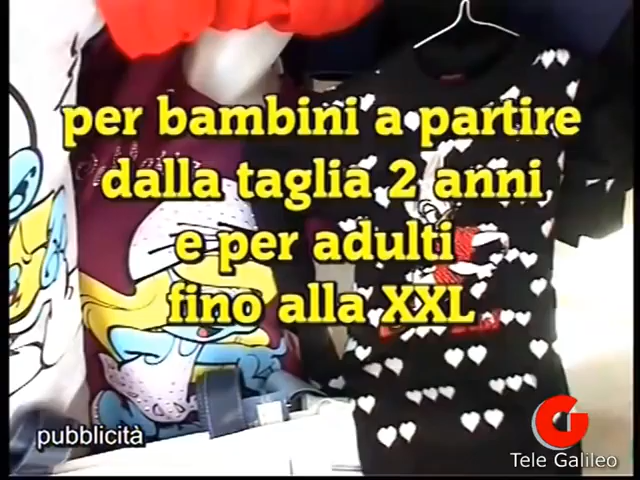 per bambini a partire
dalla taglia 2 anni
e per adulti
fino alla XXL
pubblicità
Tele Galileo